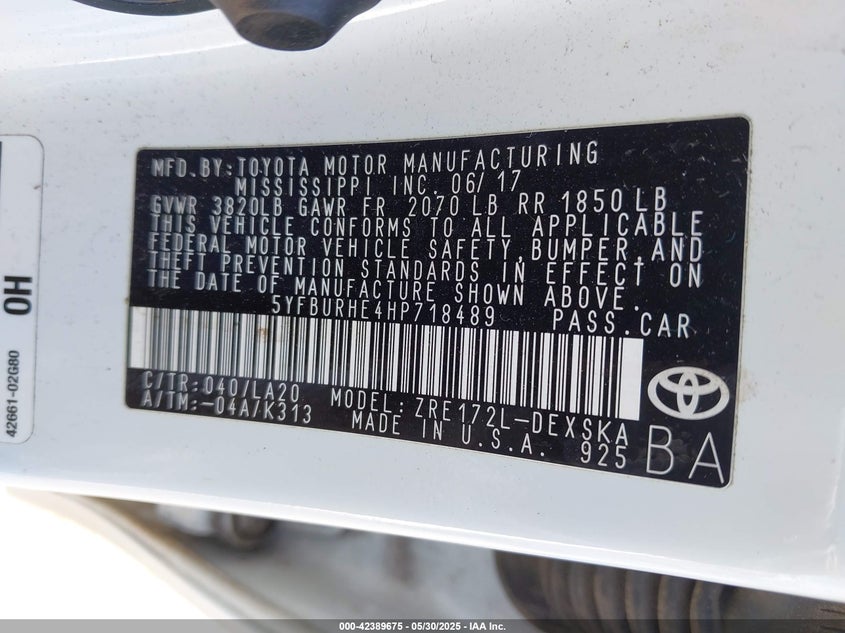 MFD. BY: TOYOTA MOTOR MANUFACTURING
MISSISSIPPI INC. 06/17
GVWR 3820LB GAWR FR 2070 LB RR 1850 LB
THIS VEHICLE CONFORMS TO ALL APPLICABLE
FEDERAL MOTOR VEHICLE SAFETY, BUMPER, AND
THEFT PREVENTION STANDARDS IN EFFECT ON
THE DATE OF MANUFACTURE SHOWN ABOVE.
5YFBURHE4HP718489 PASS. CAR
C/TR: 040/LA20 MODEL: ZRE172L-DEXSKA
A/TM: -04A/K313 MADE IN U.S.A. 925
BA
0H
42661-02G80
000-42389675 - 05/30/2025 - IAA Inc.